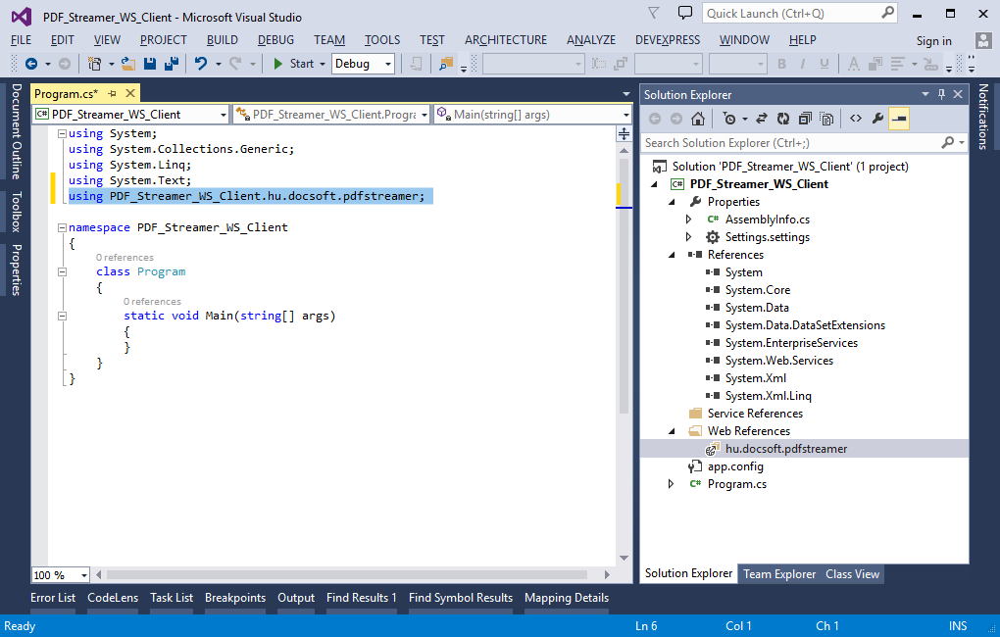 PDF_Streamer_WS_Client - Microsoft Visual Studio
Quick Launch (Ctrl+Q)
FILE EDIT VIEW PROJECT BUILD DEBUG TEAM TOOLS TEST ARCHITECTURE ANALYZE DEVEXPRESS WINDOW HELP Sign in
Start Debug B I U A
Document Outline
Toolbox
Properties
Program.cs*
C# PDF_Streamer_WS_Client PDF_Streamer_WS_Client.Progra Main(string[] args)
using System;
using System.Collections.Generic;
using System.Linq;
using System.Text;
using PDF_Streamer_WS_Client.hu.docsoft.pdfstreamer;
namespace PDF_Streamer_WS_Client
{
0 references
class Program
{
0 references
static void Main(string[] args)
{
}
}
}
100 %
Solution Explorer
Search Solution Explorer (Ctrl+;)
Solution 'PDF_Streamer_WS_Client' (1 project)
C# PDF_Streamer_WS_Client
Properties
C# AssemblyInfo.cs
Settings.settings
References
System
System.Core
System.Data
System.Data.DataSetExtensions
System.EnterpriseServices
System.Web.Services
System.Xml
System.Xml.Linq
Service References
Web References
hu.docsoft.pdfstreamer
app.config
C# Program.cs
Solution Explorer Team Explorer Class View
Notifications
Error List CodeLens Task List Breakpoints Output Find Results 1 Find Symbol Results Mapping Details
Ready Ln 6 Col 1 Ch 1 INS